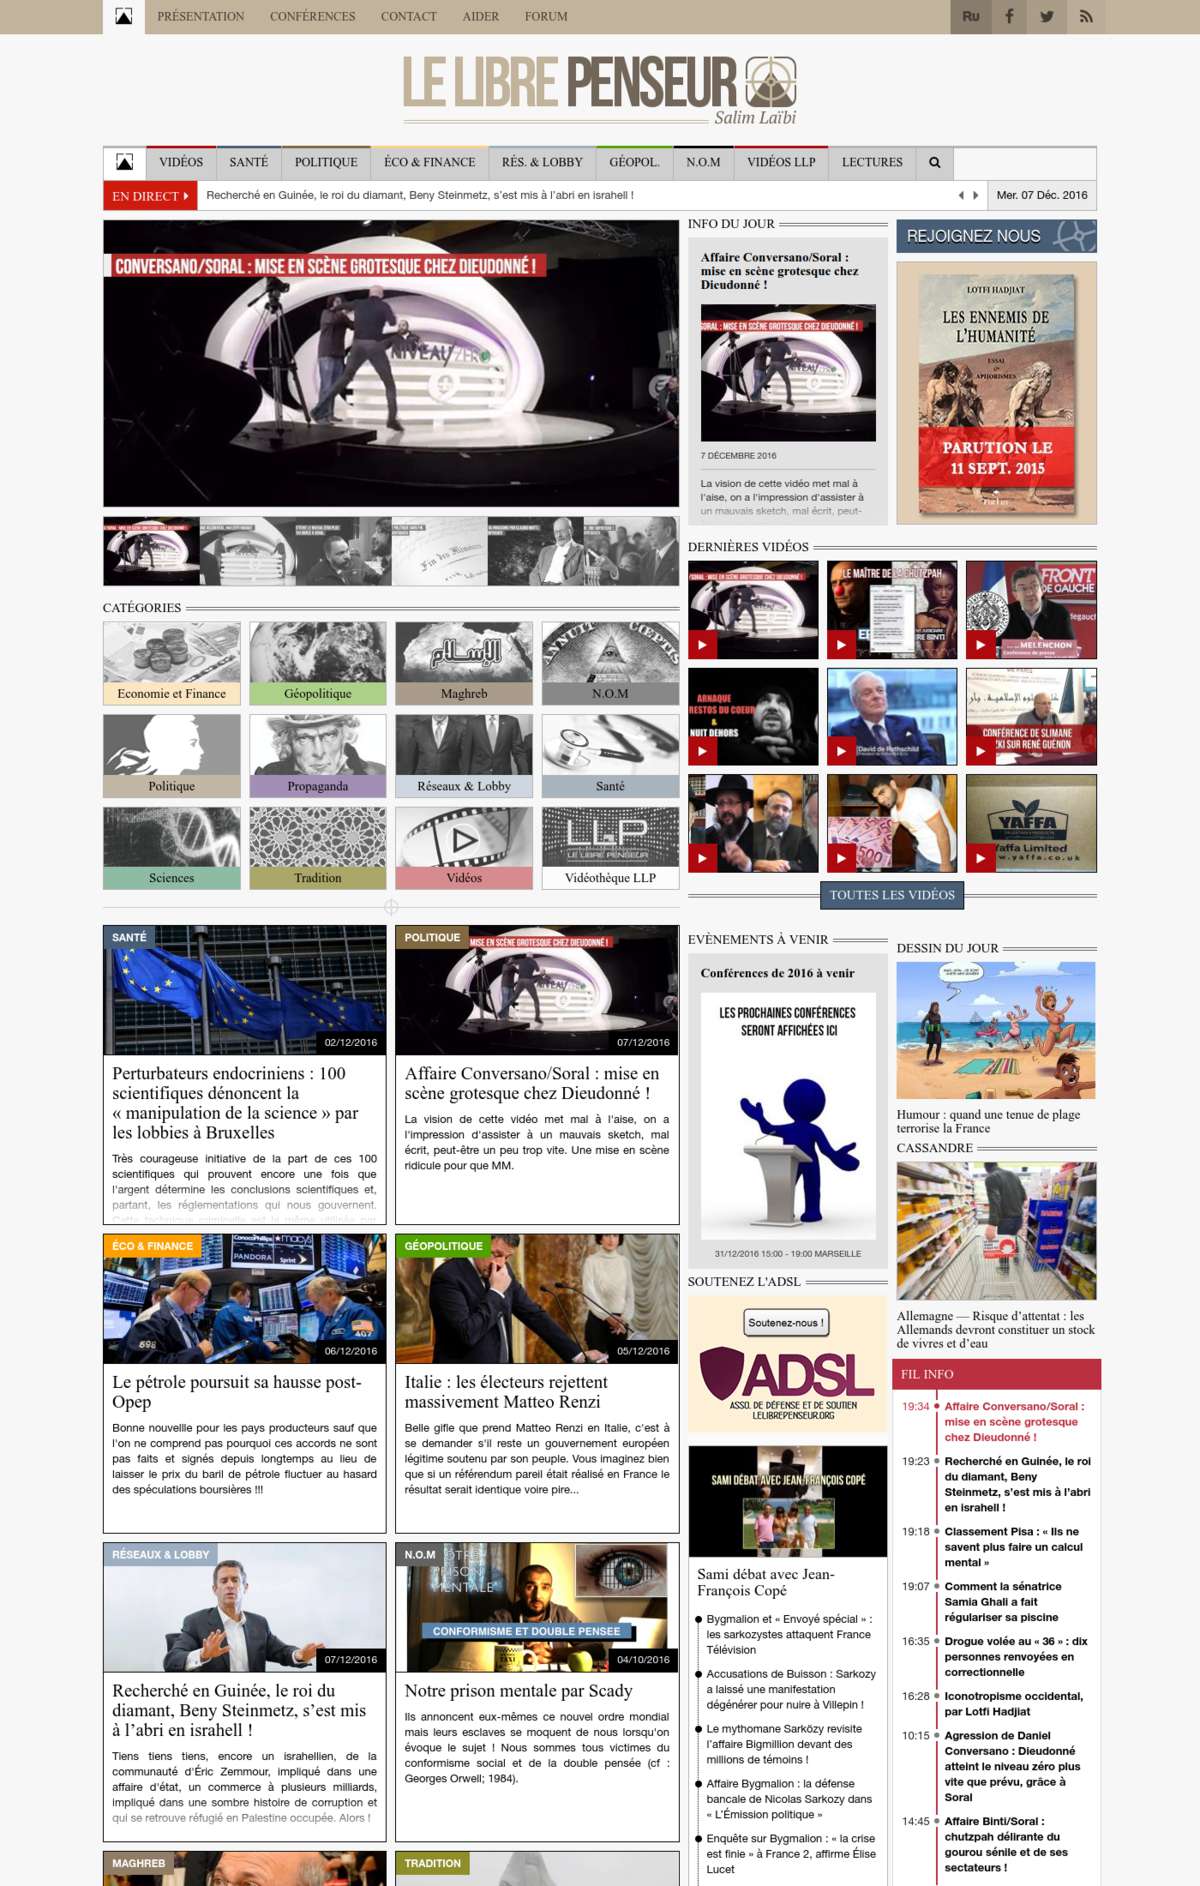 PRÉSENTATION
CONFÉRENCES
CONTACT
AIDER
FORUM
Ru
LE LIBRE PENSEUR
Salim Laïbi
VIDÉOS
SANTÉ
POLITIQUE
ÉCO & FINANCE
RÉS. & LOBBY
GÉOPOL.
N.O.M
VIDÉOS LLP
LECTURES
EN DIRECT
Recherché en Guinée, le roi du diamant, Beny Steinmetz, s’est mis à l’abri en israhell !
Mer. 07 Déc. 2016
CONVERSANO/SORAL : MISE EN SCÈNE GROTESQUE CHEZ DIEUDONNÉ !
INFO DU JOUR
Affaire Conversano/Soral :
mise en scène grotesque chez
Dieudonné !
SORAL : MISE EN SCÈNE GROTESQUE CHEZ DIEUDONNÉ !
7 DÉCEMBRE 2016
La vision de cette vidéo met mal à
l'aise, on a l'impression d'assister à
un mauvais sketch, mal écrit, peut-
REJOIGNEZ NOUS
LOTFI HADJIAT
LES ENNEMIS DE
L'HUMANITÉ
ESSAI
APHORISMES
PARUTION LE
11 SEPT. 2015
CATÉGORIES
Economie et Finance
Géopolitique
الإسلام
Maghreb
ANNUIT CŒPTIS
N.O.M
Politique
Propaganda
Réseaux & Lobby
Santé
Sciences
Tradition
Vidéos
LLP
LE LIBRE PENSEUR
Vidéothèque LLP
DERNIÈRES VIDÉOS
LE MAÎTRE DE LA CHUTZPAH
FRONT
DE GAUCHE
MELENCHON
ARNAQUE
RESTOS DU COEUR
&
NUIT DEHORS
David de Rothschild
CONFÉRENCE DE SLIMANE
SUR RENÉ GUÉNON
YAFFA
Yaffa Limited
www.yaffa.co.uk
TOUTES LES VIDÉOS
SANTÉ
02/12/2016
Perturbateurs endocriniens : 100
scientifiques dénoncent la
« manipulation de la science » par
les lobbies à Bruxelles
Très courageuse initiative de la part de ces 100
scientifiques qui prouvent encore une fois que
l'argent détermine les conclusions scientifiques et,
partant, les réglementations qui nous gouvernent.
POLITIQUE
MISE EN SCÈNE GROTESQUE CHEZ DIEUDONNÉ !
07/12/2016
Affaire Conversano/Soral : mise en
scène grotesque chez Dieudonné !
La vision de cette vidéo met mal à l'aise, on a
l'impression d'assister à un mauvais sketch, mal
écrit, peut-être un peu trop vite. Une mise en scène
ridicule pour que MM.
ÉCO & FINANCE
PANDORA
06/12/2016
Le pétrole poursuit sa hausse post-
Opep
Bonne nouvellle pour les pays producteurs sauf que
l'on ne comprend pas pourquoi ces accords ne sont
pas faits et signés depuis longtemps au lieu de
laisser le prix du baril de pétrole fluctuer au hasard
des spéculations boursières !!!
GÉOPOLITIQUE
05/12/2016
Italie : les électeurs rejettent
massivement Matteo Renzi
Belle gifle que prend Matteo Renzi en Italie, c'est à
se demander s'il reste un gouvernement européen
légitime soutenu par son peuple. Vous imaginez bien
que si un référendum pareil était réalisé en France le
résultat serait identique voire pire...
RÉSEAUX & LOBBY
07/12/2016
Recherché en Guinée, le roi du
diamant, Beny Steinmetz, s’est mis
à l’abri en israhell !
Tiens tiens tiens, encore un israhellien, de la
communauté d'Éric Zemmour, impliqué dans une
affaire d'état, un commerce à plusieurs milliards,
impliqué dans une sombre histoire de corruption et
qui se retrouve réfugié en Palestine occupée. Alors !
N.O.M
PRISON
MENTALE
CONFORMISME ET DOUBLE PENSEE
TAXI
04/10/2016
Notre prison mentale par Scady
Ils annoncent eux-mêmes ce nouvel ordre mondial
mais leurs esclaves se moquent de nous lorsqu'on
évoque le sujet ! Nous sommes tous victimes du
conformisme social et de la double pensée (cf :
Georges Orwell; 1984).
MAGHREB
TRADITION
EVÈNEMENTS À VENIR
Conférences de 2016 à venir
LES PROCHAINES CONFÉRENCES
SERONT AFFICHÉES ICI
31/12/2016 15:00 - 19:00 MARSEILLE
SOUTENEZ L'ADSL
Soutenez-nous !
ADSL
ASSO. DE DÉFENSE ET DE SOUTIEN
LELIBREPENSEUR.ORG
SAMI DÉBAT AVEC JEAN-FRANÇOIS COPÉ
Sami débat avec Jean-
François Copé
Bygmalion et « Envoyé spécial » :
les sarkozystes attaquent France
Télévision
Accusations de Buisson : Sarkozy
a laissé une manifestation
dégénérer pour nuire à Villepin !
Le mythomane Sarközy revisite
l’affaire Bigmillion devant des
millions de témoins !
Affaire Bygmalion : la défense
bancale de Nicolas Sarkozy dans
« L’Émission politique »
Enquête sur Bygmalion : « la crise
est finie » à France 2, affirme Élise
Lucet
DESSIN DU JOUR
Humour : quand une tenue de plage
terrorise la France
CASSANDRE
Allemagne — Risque d’attentat : les
Allemands devront constituer un stock
de vivres et d’eau
FIL INFO
19:34 Affaire Conversano/Soral :
mise en scène grotesque
chez Dieudonné !
19:23 Recherché en Guinée, le roi
du diamant, Beny
Steinmetz, s’est mis à l’abri
en israhell !
19:18 Classement Pisa : « Ils ne
savent plus faire un calcul
mental »
19:07 Comment la sénatrice
Samia Ghali a fait
régulariser sa piscine
16:35 Drogue volée au « 36 » : dix
personnes renvoyées en
correctionnelle
16:28 Iconotropisme occidental,
par Lotfi Hadjiat
10:15 Agression de Daniel
Conversano : Dieudonné
atteint le niveau zéro plus
vite que prévu, grâce à
Soral
14:45 Affaire Binti/Soral :
chutzpah délirante du
gourou sénile et de ses
sectateurs !